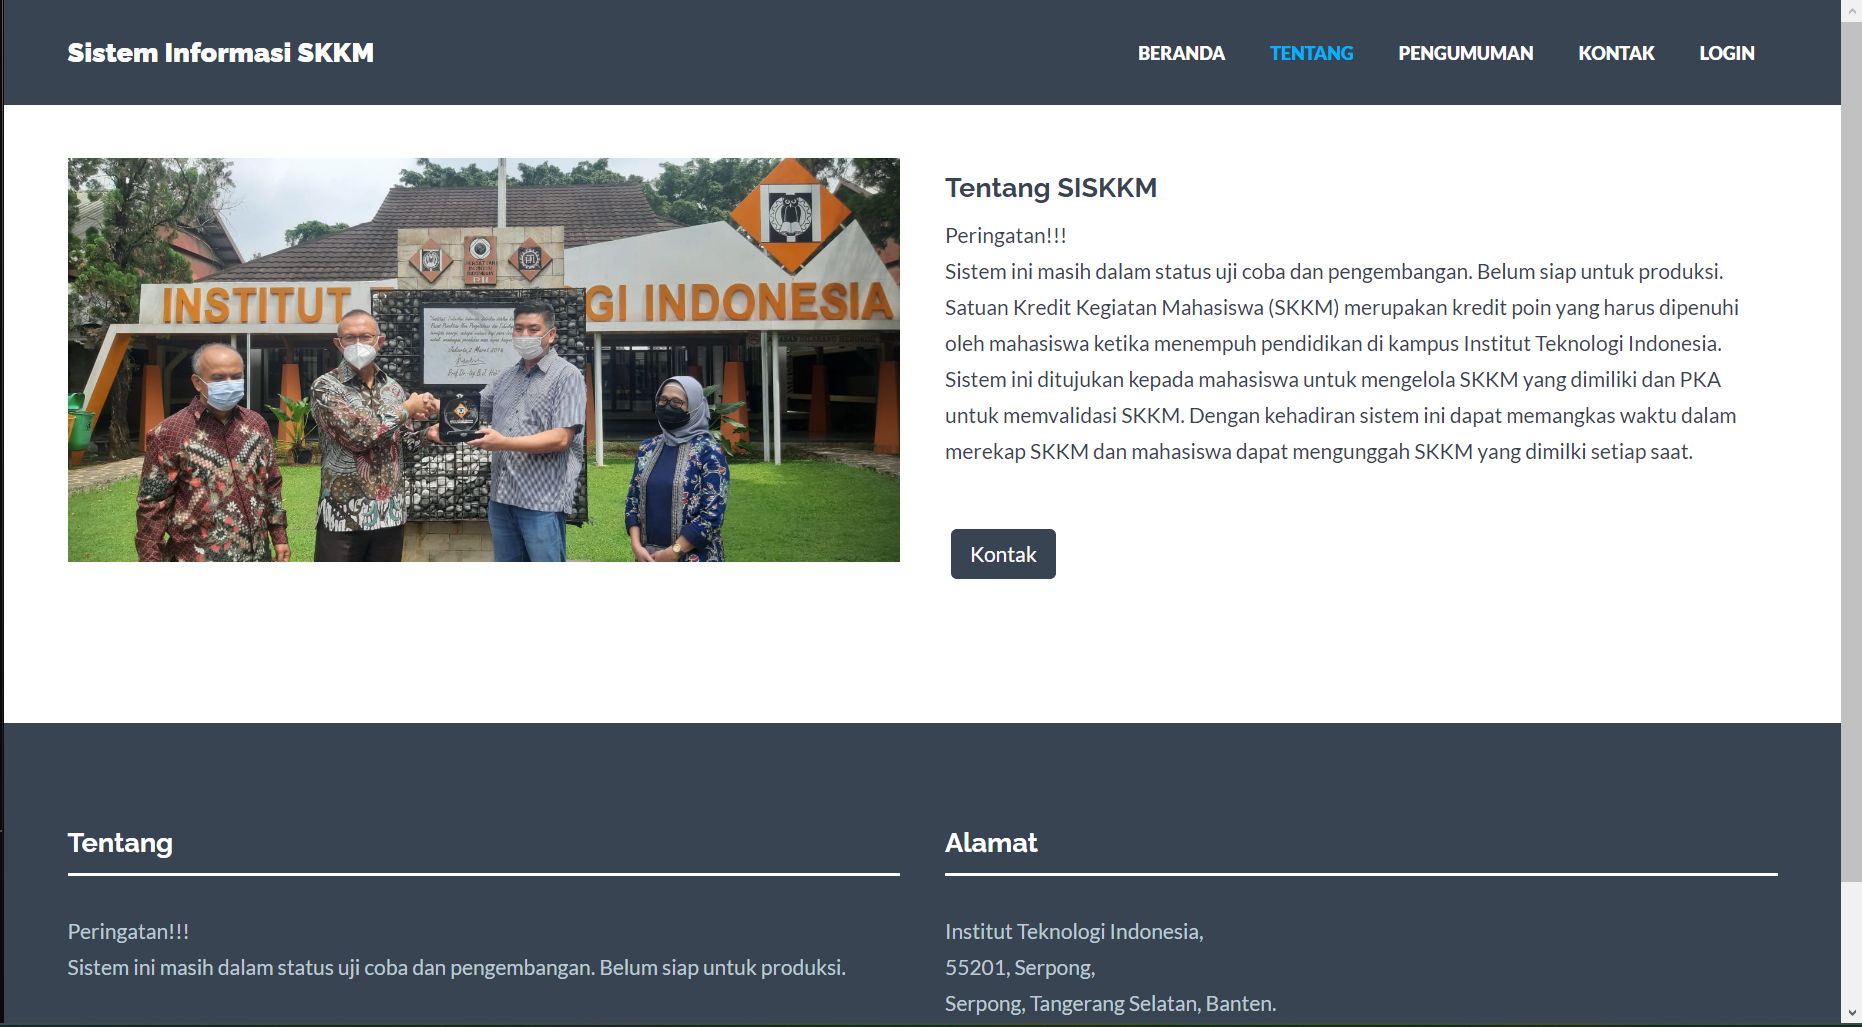 Sistem Informasi SKKM
BERANDA TENTANG PENGUMUMAN KONTAK LOGIN
INSTITUT GI INDONESIA
PII
Jakarta, 2 Maret 2014
Tentang SISKKM
Peringatan!!!
Sistem ini masih dalam status uji coba dan pengembangan. Belum siap untuk produksi.
Satuan Kredit Kegiatan Mahasiswa (SKKM) merupakan kredit poin yang harus dipenuhi
oleh mahasiswa ketika menempuh pendidikan di kampus Institut Teknologi Indonesia.
Sistem ini ditujukan kepada mahasiswa untuk mengelola SKKM yang dimiliki dan PKA
untuk memvalidasi SKKM. Dengan kehadiran sistem ini dapat memangkas waktu dalam
merekap SKKM dan mahasiswa dapat mengunggah SKKM yang dimilki setiap saat.
Kontak
Tentang
Peringatan!!!
Sistem ini masih dalam status uji coba dan pengembangan. Belum siap untuk produksi.
Alamat
Institut Teknologi Indonesia,
55201, Serpong,
Serpong, Tangerang Selatan, Banten.